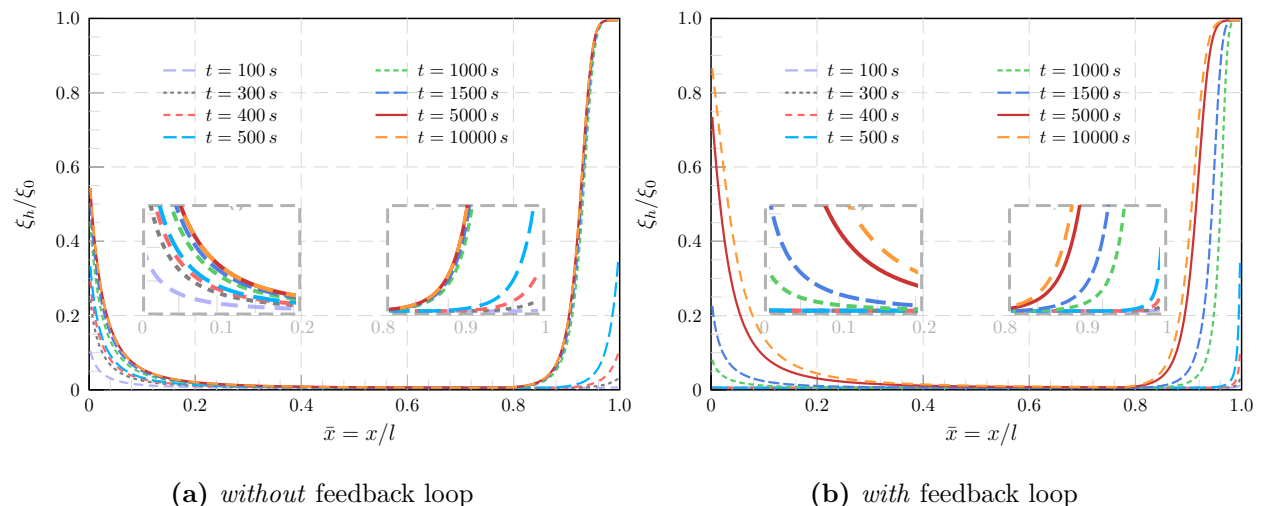 1.0
0.8
0.6
0.4
0.2
0
ξ_h/ξ_0
t = 100 s
t = 300 s
t = 400 s
t = 500 s
t = 1000 s
t = 1500 s
t = 5000 s
t = 10000 s
0 0.1 0.2
0.8 0.9 1
0 0.2 0.4 0.6 0.8 1.0
x̄ = x/l
(a) without feedback loop
1.0
0.8
0.6
0.4
0.2
0
ξ_h/ξ_0
t = 100 s
t = 300 s
t = 400 s
t = 500 s
t = 1000 s
t = 1500 s
t = 5000 s
t = 10000 s
0 0.1 0.2
0.8 0.9 1
0 0.2 0.4 0.6 0.8 1.0
x̄ = x/l
(b) with feedback loop